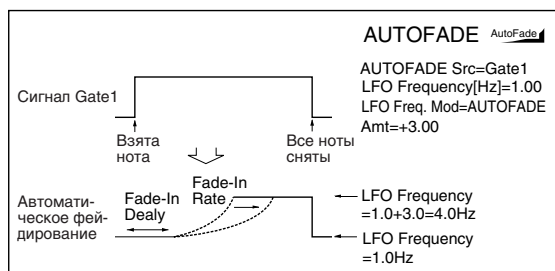 AUTOFADE AutoFade
AUTOFADE Src=Gate1
LFO Frequency[Hz]=1.00
LFO Freq. Mod=AUTOFADE
Amt=+3.00
Сигнал Gate1
Взята
нота
Все ноты
сняты
Автомати-
ческое фей-
дирование
Fade-In
Dealy
Fade-In
Rate
LFO Frequency
=1.0+3.0=4.0Hz
LFO Frequency
=1.0Hz